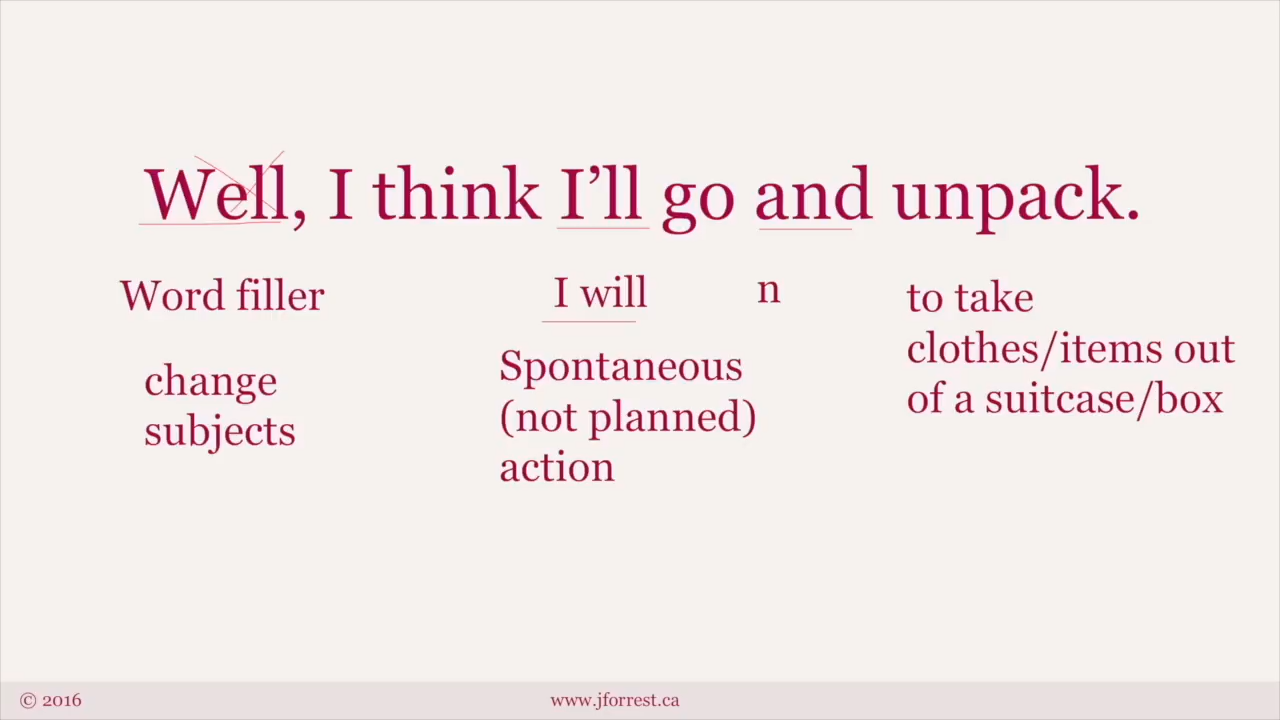 Well, I think I'll go and unpack.
Word filler
change
subjects
I will
Spontaneous
(not planned)
action
n
to take
clothes/items out
of a suitcase/box
© 2016
www.jforrest.ca